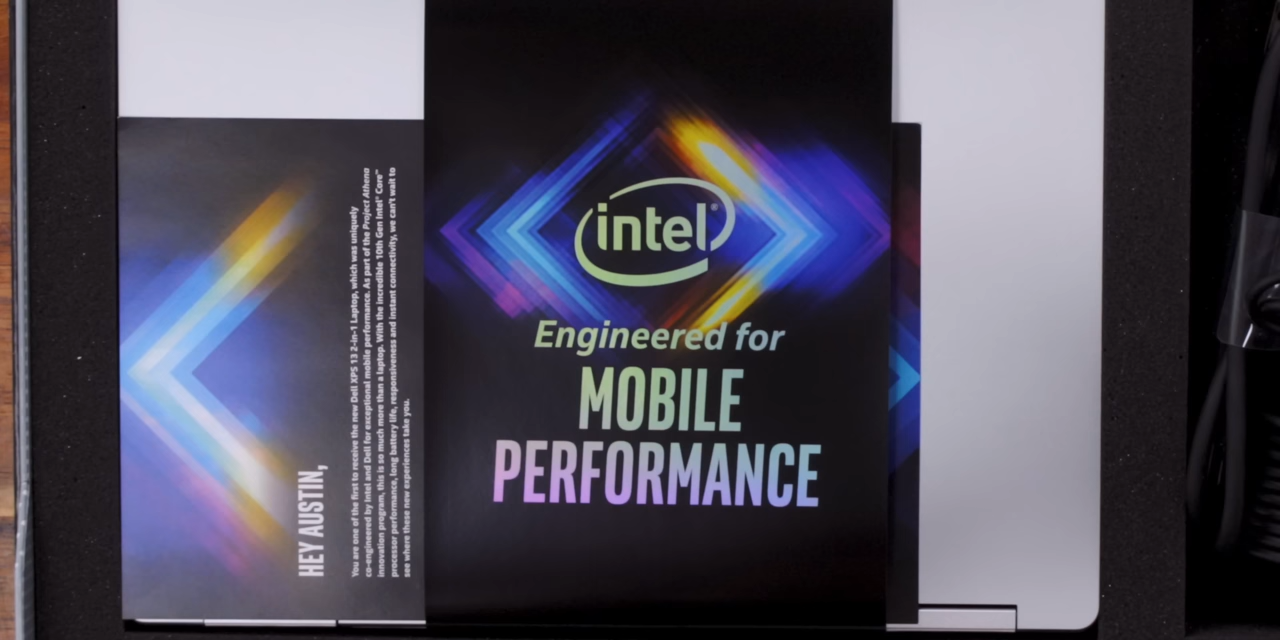 HEY AUSTIN,
You are one of the first to receive the new Dell XPS 13 2-in-1 Laptop, which was uniquely
co-engineered by Intel and Dell for exceptional mobile performance. As part of the Project Athena
innovation program, this is so much more than a laptop. With the incredible 10th Gen Intel® Core™
processor performance, long battery life, responsiveness and instant connectivity, we can't wait to
see where these new experiences take you.
intel®
Engineered for
MOBILE
PERFORMANCE